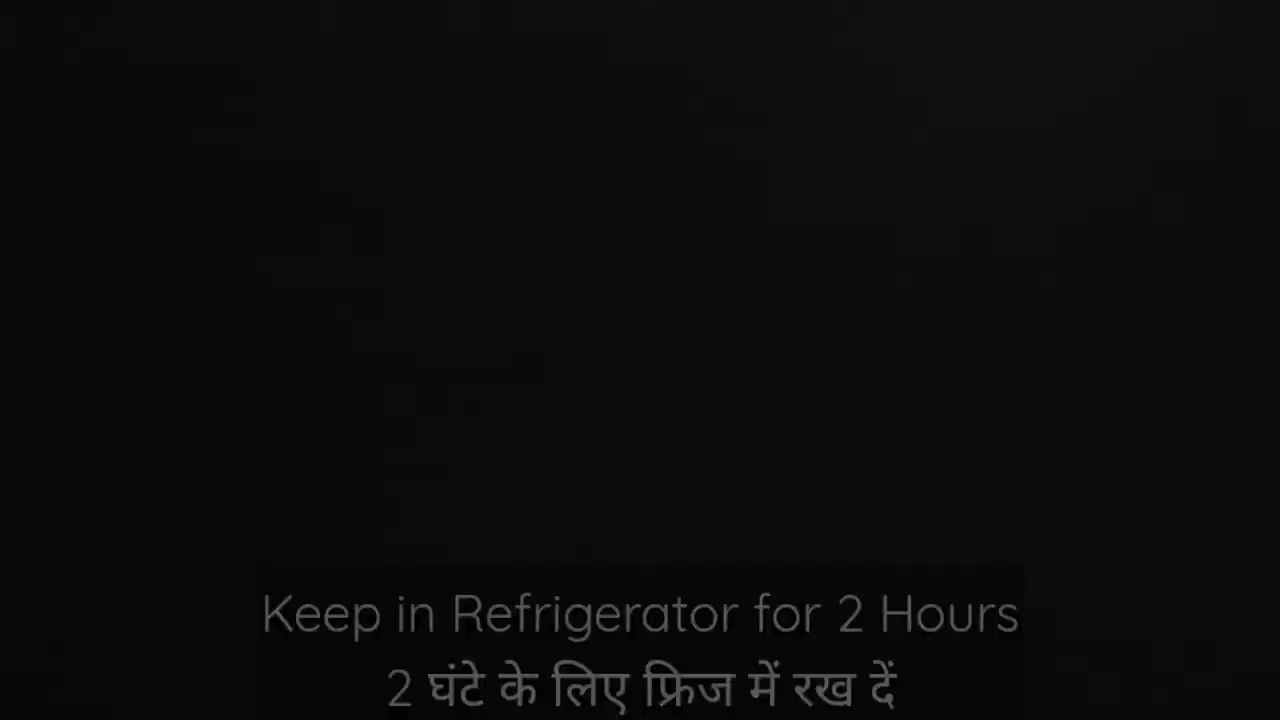 Keep in Refrigerator for 2 Hours
2 घंटे के लिए फ्रिज में रख दें